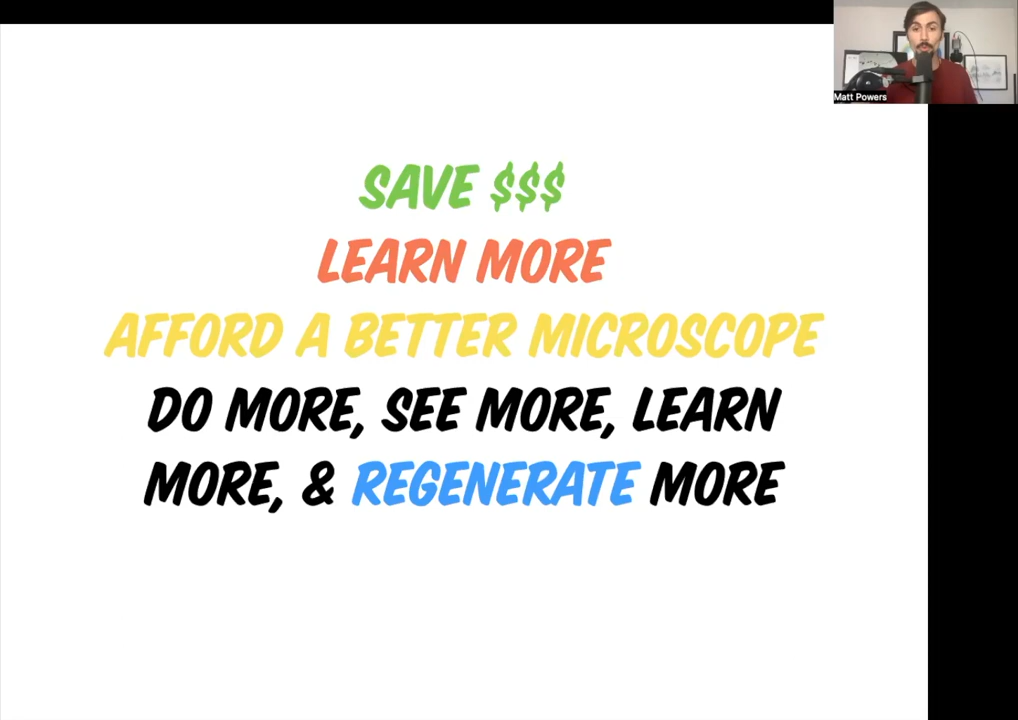 SAVE $$$
LEARN MORE
AFFORD A BETTER MICROSCOPE
DO MORE, SEE MORE, LEARN
MORE, & REGENERATE MORE
Matt Powers